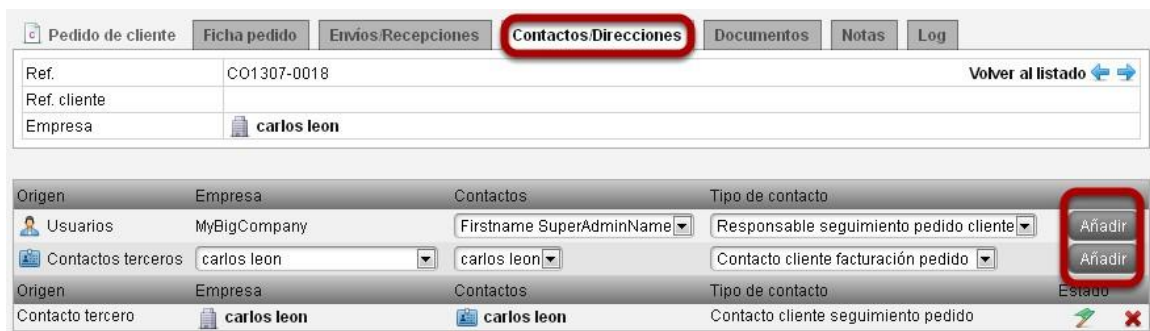 Pedido de cliente Ficha pedido Envíos/Recepciones Contactos/Direcciones Documentos Notas Log
Ref. CO1307-0018 Volver al listado
Ref. cliente
Empresa carlos leon
Origen Empresa Contactos Tipo de contacto
Usuarios MyBigCompany Firstname SuperAdminName Responsable seguimiento pedido cliente Añadir
Contactos terceros carlos leon carlos leon Contacto cliente facturación pedido Añadir
Origen Empresa Contactos Tipo de contacto Estado
Contacto tercero carlos leon carlos leon Contacto cliente seguimiento pedido